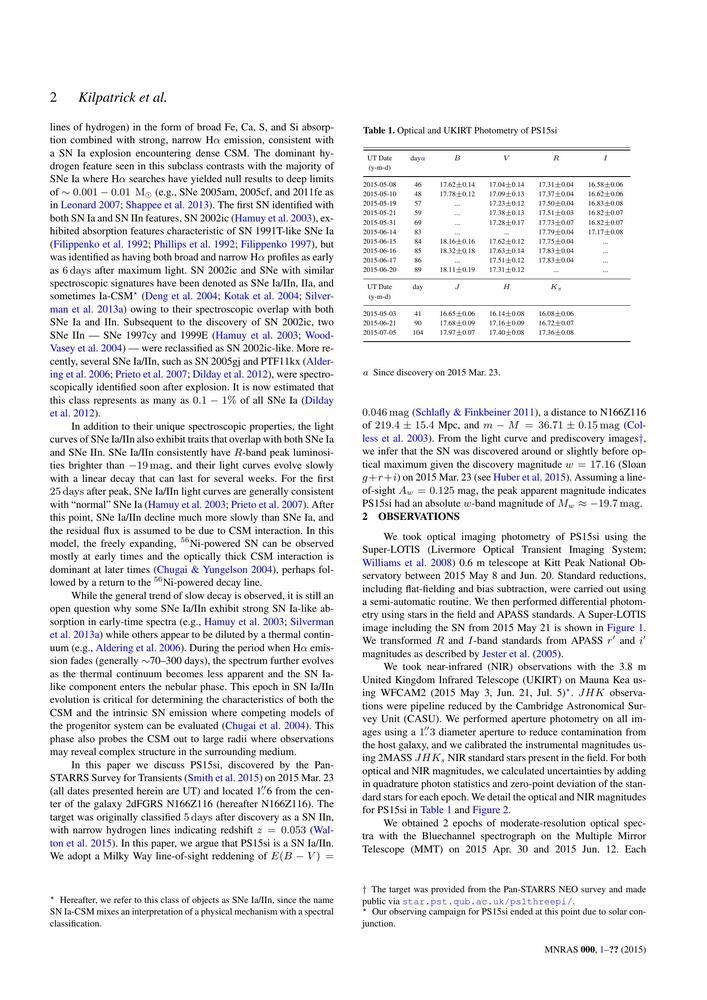 2 Kilpatrick et al.
lines of hydrogen) in the form of broad Fe, Ca, S, and Si absorp-
tion combined with strong, narrow Hα emission, consistent with
a SN Ia explosion encountering dense CSM. The dominant hy-
drogen feature seen in this subclass contrasts with the majority of
SNe Ia where Hα searches have yielded null results to deep limits
of ∼ 0.001 − 0.01 M⊙ (e.g., SNe 2005am, 2005cf, and 2011fe as
in Leonard 2007; Shappee et al. 2013). The first SN identified with
both SN Ia and IIn features, SN 2002ic (Hamuy et al. 2003), ex-
hibited absorption features characteristic of SN 1991T-like SNe Ia
(Filippenko et al. 1992; Phillips et al. 1992; Filippenko 1997), but
was identified as having both broad and narrow Hα profiles as early
as 6 days after maximum light. SN 2002ic and SNe with similar
spectroscopic signatures have been denoted as SNe Ia/IIn, IIa, and
sometimes Ia-CSM* (Deng et al. 2004; Kotak et al. 2004; Silver-
man et al. 2013a) owing to their spectroscopic overlap with both
SNe Ia and IIn. Subsequent to the discovery of SN 2002ic, two
SNe IIn — SNe 1997cy and 1999E (Hamuy et al. 2003; Wood-
Vasey et al. 2004) — were reclassified as SN 2002ic-like. More re-
cently, several SNe Ia/IIn, such as SN 2005gj and PTF11kx (Alder-
ing et al. 2006; Prieto et al. 2007; Dilday et al. 2012), were spectro-
scopically identified soon after explosion. It is now estimated that
this class represents as many as 0.1 − 1% of all SNe Ia (Dilday
et al. 2012).
In addition to their unique spectroscopic properties, the light
curves of SNe Ia/IIn also exhibit traits that overlap with both SNe Ia
and SNe IIn. SNe Ia/IIn consistently have R-band peak luminosi-
ties brighter than −19 mag, and their light curves evolve slowly
with a linear decay that can last for several weeks. For the first
25 days after peak, SNe Ia/IIn light curves are generally consistent
with “normal” SNe Ia (Hamuy et al. 2003; Prieto et al. 2007). After
this point, SNe Ia/IIn decline much more slowly than SNe Ia, and
the residual flux is assumed to be due to CSM interaction. In this
model, the freely expanding, ⁵⁶Ni-powered SN can be observed
mostly at early times and the optically thick CSM interaction is
dominant at later times (Chugai & Yungelson 2004), perhaps fol-
lowed by a return to the ⁵⁶Ni-powered decay line.
While the general trend of slow decay is observed, it is still an
open question why some SNe Ia/IIn exhibit strong SN Ia-like ab-
sorption in early-time spectra (e.g., Hamuy et al. 2003; Silverman
et al. 2013a) while others appear to be diluted by a thermal contin-
uum (e.g., Aldering et al. 2006). During the period when Hα emis-
sion fades (generally ∼70–300 days), the spectrum further evolves
as the thermal continuum becomes less apparent and the SN Ia-
like component enters the nebular phase. This epoch in SN Ia/IIn
evolution is critical for determining the characteristics of both the
CSM and the intrinsic SN emission where competing models of
the progenitor system can be evaluated (Chugai et al. 2004). This
phase also probes the CSM out to large radii where observations
may reveal complex structure in the surrounding medium.
In this paper we discuss PS15si, discovered by the Pan-
STARRS Survey for Transients (Smith et al. 2015) on 2015 Mar. 23
(all dates presented herein are UT) and located 1″.6 from the cen-
ter of the galaxy 2dFGRS N166Z116 (hereafter N166Z116). The
target was originally classified 5 days after discovery as a SN IIn,
with narrow hydrogen lines indicating redshift z = 0.053 (Wal-
ton et al. 2015). In this paper, we argue that PS15si is a SN Ia/IIn.
We adopt a Milky Way line-of-sight reddening of E(B − V) =
* Hereafter, we refer to this class of objects as SNe Ia/IIn, since the name
SN Ia-CSM mixes an interpretation of a physical mechanism with a spectral
classification.
Table 1. Optical and UKIRT Photometry of PS15si
UT Date dayα B V R I
(y-m-d)
2015-05-08 46 17.62±0.14 17.04±0.14 17.31±0.04 16.58±0.06
2015-05-10 48 17.78±0.12 17.09±0.13 17.37±0.04 16.62±0.06
2015-05-19 57 ... 17.23±0.12 17.50±0.04 16.83±0.08
2015-05-21 59 ... 17.38±0.13 17.51±0.03 16.82±0.07
2015-05-31 69 ... 17.28±0.17 17.73±0.07 16.82±0.07
2015-06-14 83 ... ... 17.79±0.04 17.17±0.08
2015-06-15 84 18.16±0.16 17.62±0.12 17.75±0.04 ...
2015-06-16 85 18.32±0.18 17.63±0.14 17.83±0.04 ...
2015-06-17 86 ... 17.51±0.12 17.83±0.04 ...
2015-06-20 89 18.11±0.19 17.31±0.12 ... ...
UT Date day J H Ks
(y-m-d)
2015-05-03 41 16.65±0.06 16.14±0.08 16.08±0.06
2015-06-21 90 17.68±0.09 17.16±0.09 16.72±0.07
2015-07-05 104 17.97±0.07 17.40±0.08 17.36±0.08
a Since discovery on 2015 Mar. 23.
0.046 mag (Schlafly & Finkbeiner 2011), a distance to N166Z116
of 219.4 ± 15.4 Mpc, and m − M = 36.71 ± 0.15 mag (Col-
less et al. 2003). From the light curve and prediscovery images†,
we infer that the SN was discovered around or slightly before op-
tical maximum given the discovery magnitude w = 17.16 (Sloan
g+r+i) on 2015 Mar. 23 (see Huber et al. 2015). Assuming a line-
of-sight Aw = 0.125 mag, the peak apparent magnitude indicates
PS15si had an absolute w-band magnitude of Mw ≈ −19.7 mag.
2 OBSERVATIONS
We took optical imaging photometry of PS15si using the
Super-LOTIS (Livermore Optical Transient Imaging System;
Williams et al. 2008) 0.6 m telescope at Kitt Peak National Ob-
servatory between 2015 May 8 and Jun. 20. Standard reductions,
including flat-fielding and bias subtraction, were carried out using
a semi-automatic routine. We then performed differential photom-
etry using stars in the field and APASS standards. A Super-LOTIS
image including the SN from 2015 May 21 is shown in Figure 1.
We transformed R and I-band standards from APASS r′ and i′
magnitudes as described by Jester et al. (2005).
We took near-infrared (NIR) observations with the 3.8 m
United Kingdom Infrared Telescope (UKIRT) on Mauna Kea us-
ing WFCAM2 (2015 May 3, Jun. 21, Jul. 5)*. JHK observa-
tions were pipeline reduced by the Cambridge Astronomical Sur-
vey Unit (CASU). We performed aperture photometry on all im-
ages using a 1″.3 diameter aperture to reduce contamination from
the host galaxy, and we calibrated the instrumental magnitudes us-
ing 2MASS JHKs NIR standard stars present in the field. For both
optical and NIR magnitudes, we calculated uncertainties by adding
in quadrature photon statistics and zero-point deviation of the stan-
dard stars for each epoch. We detail the optical and NIR magnitudes
for PS15si in Table 1 and Figure 2.
We obtained 2 epochs of moderate-resolution optical spec-
tra with the Bluechannel spectrograph on the Multiple Mirror
Telescope (MMT) on 2015 Apr. 30 and 2015 Jun. 12. Each
† The target was provided from the Pan-STARRS NEO survey and made
public via star.pst.qub.ac.uk/ps1threepi/.
* Our observing campaign for PS15si ended at this point due to solar con-
junction.
MNRAS 000, 1–?? (2015)